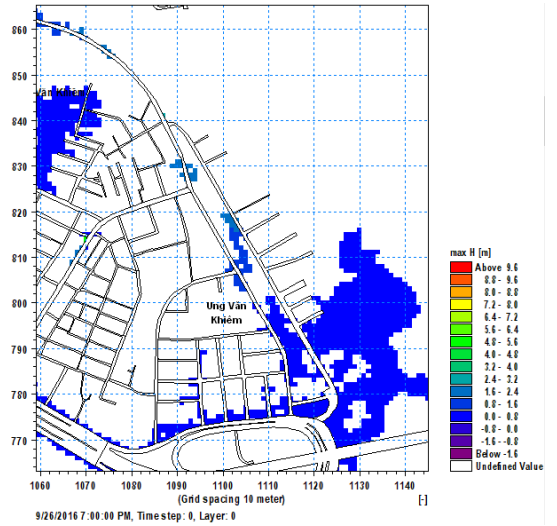 860
850
Văn Khiêm
840
830
820
810
800
Ung Văn
Khiêm
790
780
770
1060 1070 1080 1090 1100 1110 1120 1130 1140
(Grid spacing 10 meter) [-]
9/26/2016 7:00:00 PM, Time step: 0, Layer: 0
max H [m]
Above 9.6
8.8 - 9.6
8.0 - 8.8
7.2 - 8.0
6.4 - 7.2
5.6 - 6.4
4.8 - 5.6
4.0 - 4.8
3.2 - 4.0
2.4 - 3.2
1.6 - 2.4
0.8 - 1.6
0.0 - 0.8
-0.8 - 0.0
-1.6 - -0.8
Below -1.6
Undefined Value